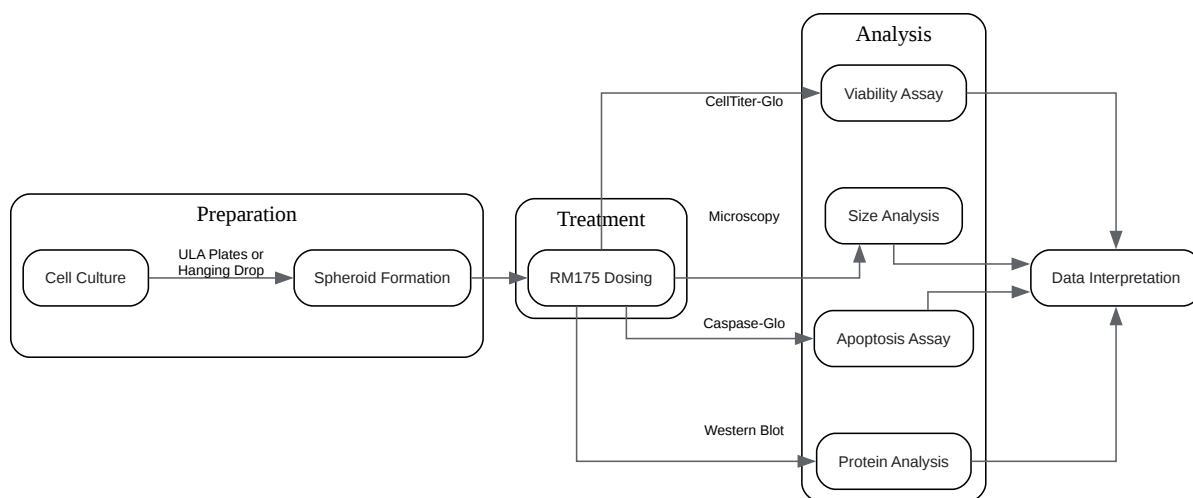 Analysis
CellTiter-Glo
Viability Assay
Preparation
Treatment
Microscopy
Size Analysis
Cell Culture
ULA Plates or
Hanging Drop
Spheroid Formation
RM175 Dosing
Data Interpretation
Caspase-Glo
Apoptosis Assay
Western Blot
Protein Analysis